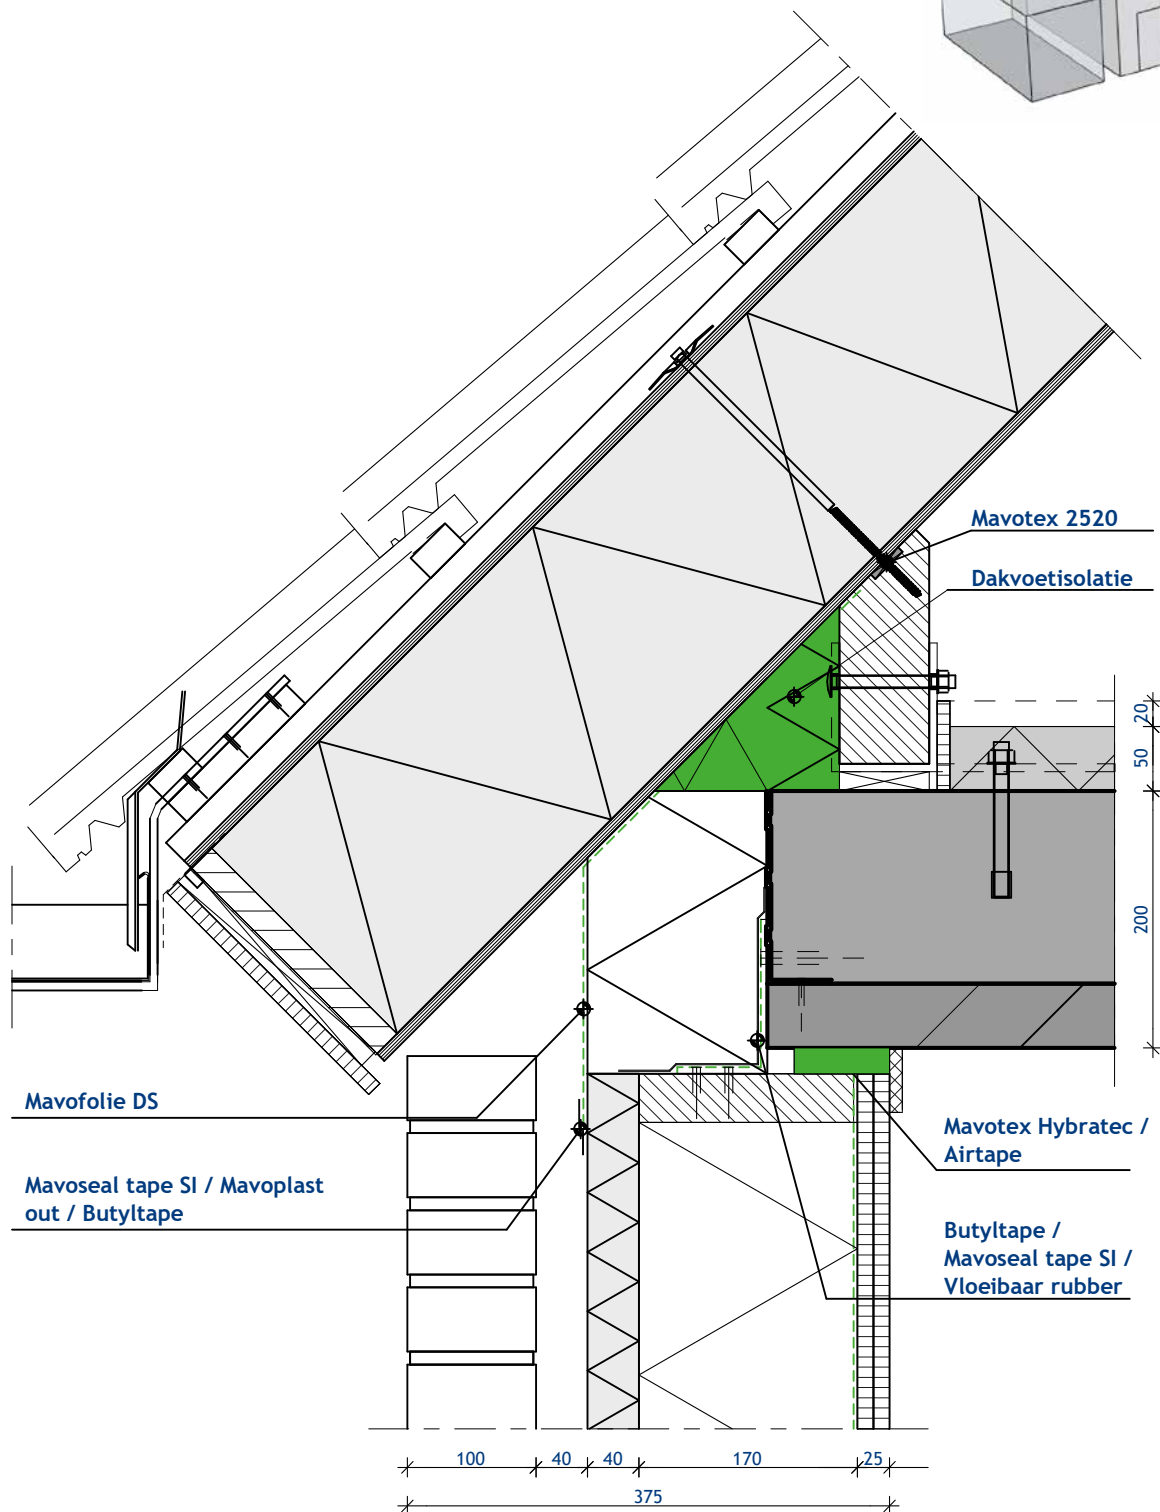 Mavotex 2520
Dakvoetisolatie
20
50
200
Mavofolie DS
Mavotex Hybratec /
Airtape
Mavoseal tape SI / Mavoplast
out / Butyltape
Butyltape /
Mavoseal tape SI /
Vloeibaar rubber
100
40
40
170
25
375